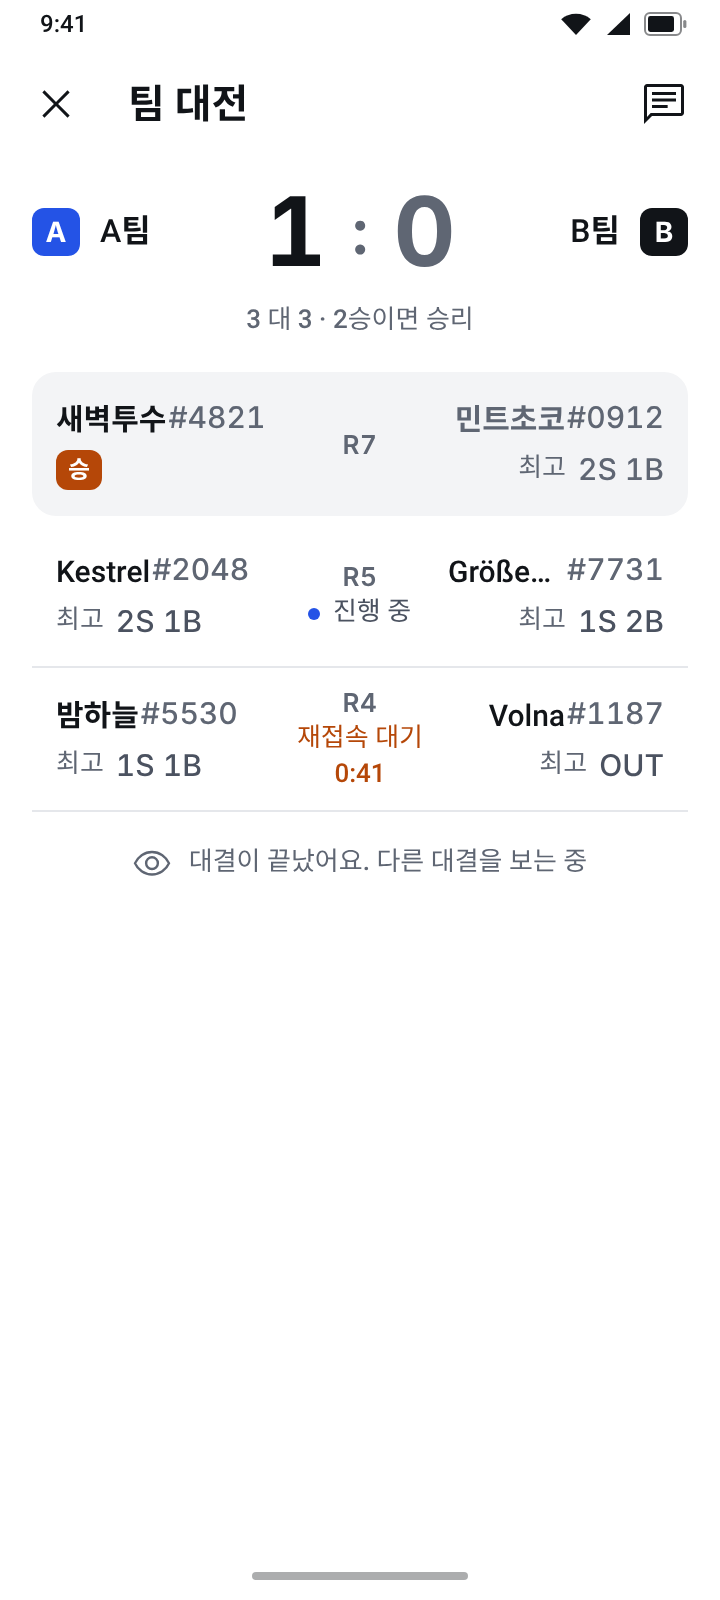 9:41
팀 대전
A A팀 1 : 0 B팀 B
3 대 3 · 2승이면 승리
새벽투수#4821 R7 민트초코#0912
승 최고 2S 1B
Kestrel#2048 R5 Größe… #7731
최고 2S 1B 진행 중 최고 1S 2B
밤하늘#5530 R4 Volna#1187
재접속 대기
최고 1S 1B 0:41 최고 OUT
대결이 끝났어요. 다른 대결을 보는 중